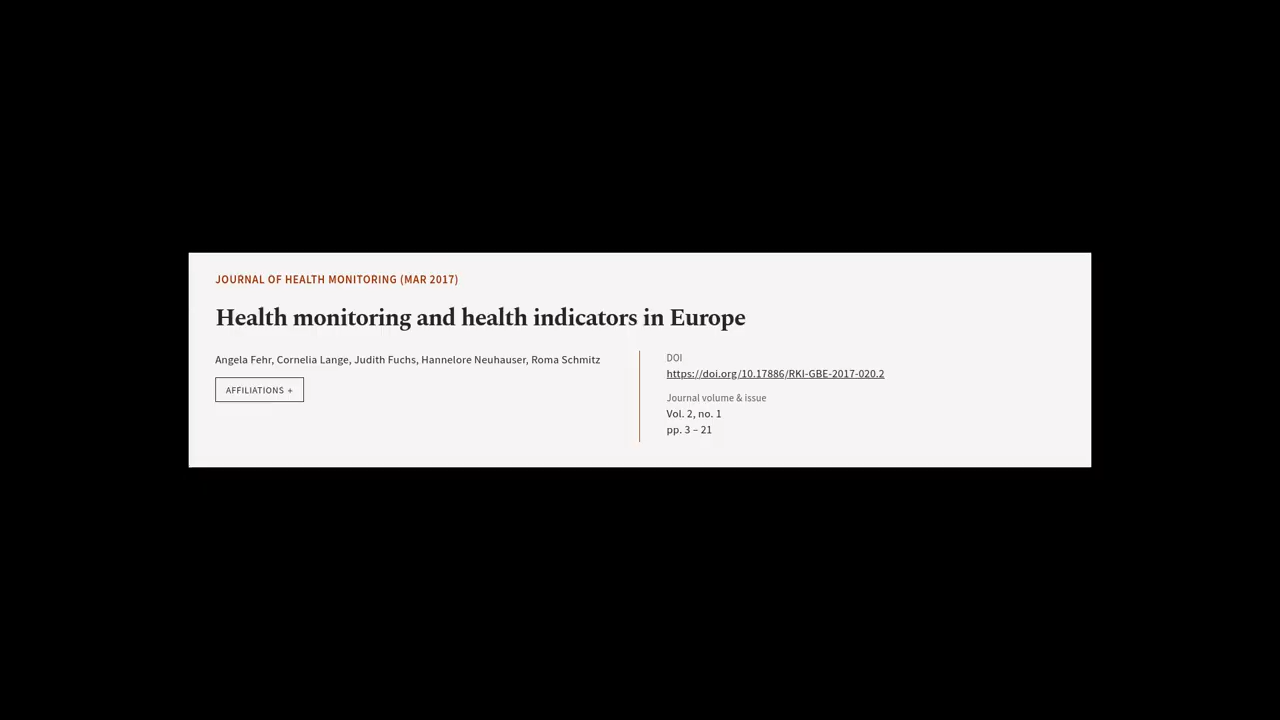 JOURNAL OF HEALTH MONITORING (MAR 2017)
Health monitoring and health indicators in Europe
Angela Fehr, Cornelia Lange, Judith Fuchs, Hannelore Neuhauser, Roma Schmitz
AFFILIATIONS +
DOI
https://doi.org/10.17886/RKI-GBE-2017-020.2
Journal volume & issue
Vol. 2, no. 1
pp. 3 – 21